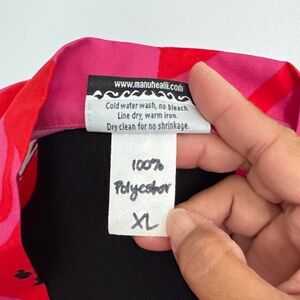 www.manuhealii.com
Cold water wash, no bleach.
Line dry, warm iron.
Dry clean for no shrinkage.
100%
Polyester
XL